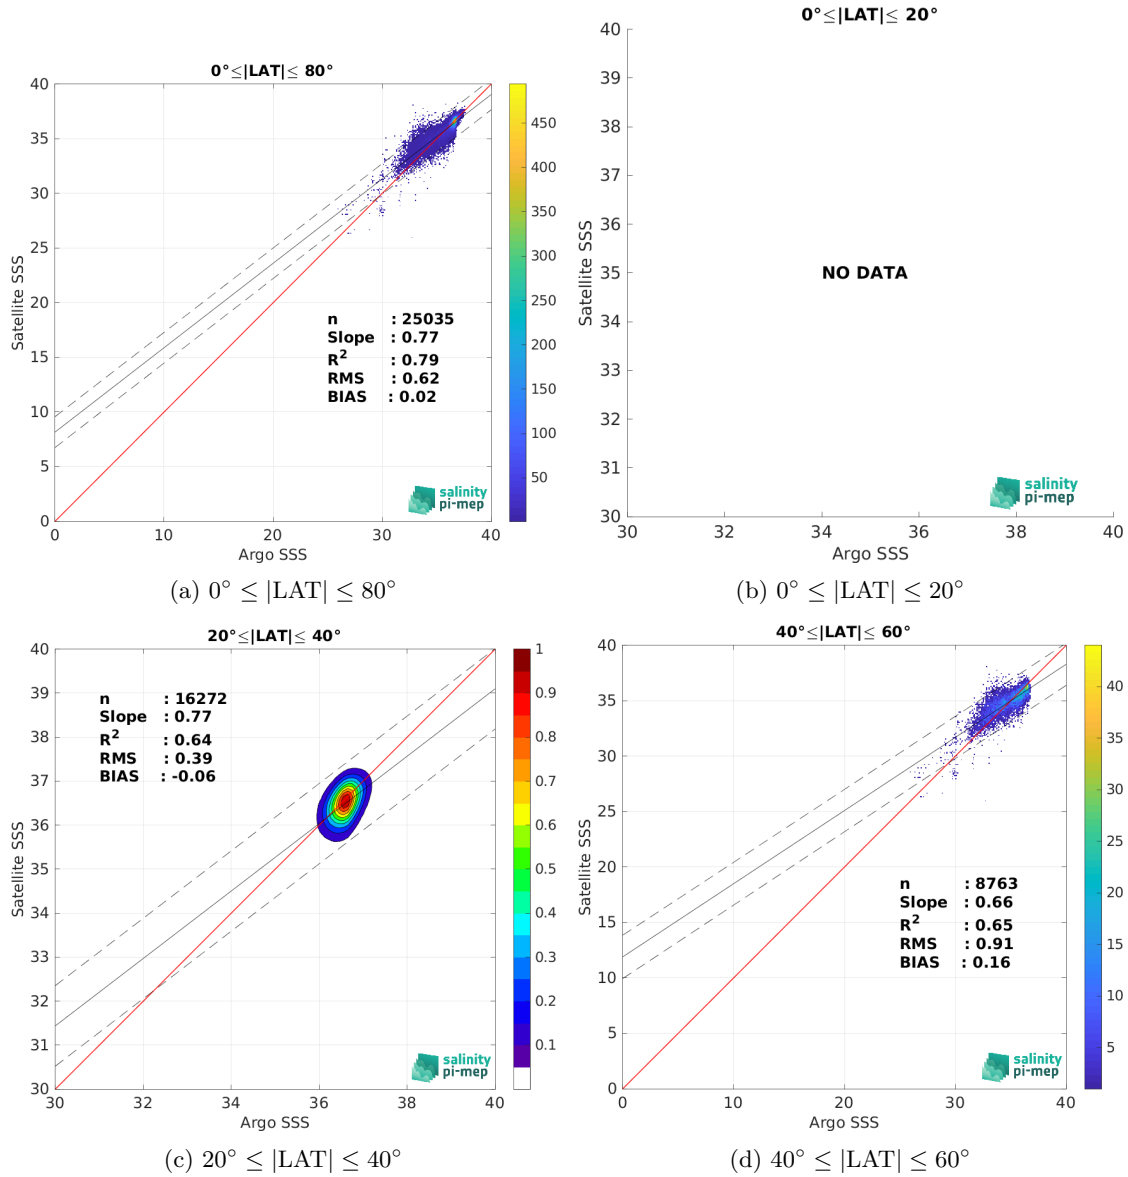 0°≤|LAT|≤ 80°
40
35
30
25
20
15
10
5
0
Satellite SSS
n : 25035
Slope : 0.77
R2 : 0.79
RMS : 0.62
BIAS : 0.02
salinity
pi-mep
0 10 20 30 40
Argo SSS
450
400
350
300
250
200
150
100
50
(a) 0° ≤ |LAT| ≤ 80°
0°≤|LAT|≤ 20°
40
39
38
37
36
35
34
33
32
31
30
Satellite SSS
NO DATA
salinity
pi-mep
30 32 34 36 38 40
Argo SSS
(b) 0° ≤ |LAT| ≤ 20°
20°≤|LAT|≤ 40°
40
39
38
37
36
35
34
33
32
31
30
Satellite SSS
n : 16272
Slope : 0.77
R2 : 0.64
RMS : 0.39
BIAS : -0.06
salinity
pi-mep
30 32 34 36 38 40
Argo SSS
1
0.9
0.8
0.7
0.6
0.5
0.4
0.3
0.2
0.1
(c) 20° ≤ |LAT| ≤ 40°
40°≤|LAT|≤ 60°
40
35
30
25
20
15
10
5
0
Satellite SSS
n : 8763
Slope : 0.66
R2 : 0.65
RMS : 0.91
BIAS : 0.16
salinity
pi-mep
0 10 20 30 40
Argo SSS
40
35
30
25
20
15
10
5
(d) 40° ≤ |LAT| ≤ 60°